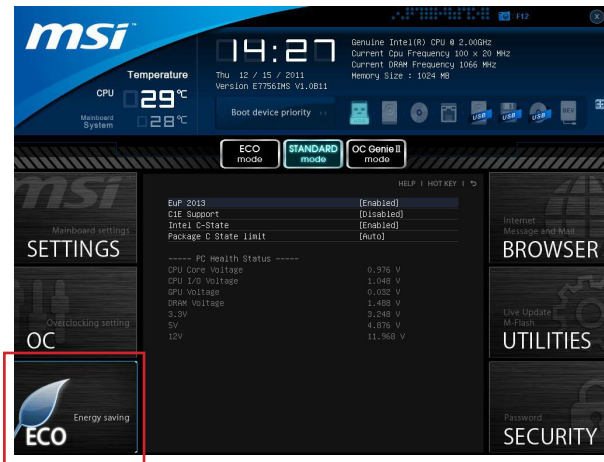 msi
F12
Temperature
CPU 29°C
Mainboard
System 28°C
14:27
Thu 12 / 15 / 2011
Version E7756IMS V1.0B11
Genuine Intel(R) CPU @ 2.00GHz
Current Cpu Frequency 100 x 20 MHz
Current DRAM Frequency 1066 MHz
Memory Size : 1024 MB
Boot device priority
USB
USB
USB
BEV
ECO
mode
STANDARD
mode
OC Genie II
mode
HELP | HOT KEY |
msi
Mainboard settings
SETTINGS
Overclocking setting
OC
Energy saving
ECO
EuP 2013 [Enabled]
C1E Support [Disabled]
Intel C-State [Enabled]
Package C State limit [Auto]
----- PC Health Status -----
CPU Core Voltage 0.976 V
CPU I/O Voltage 1.048 V
GPU Voltage 0.032 V
DRAM Voltage 1.488 V
3.3V 3.248 V
5V 4.876 V
12V 11.968 V
Internet
Message and Mail
BROWSER
Live Update
M-Flash
UTILITIES
Password
SECURITY